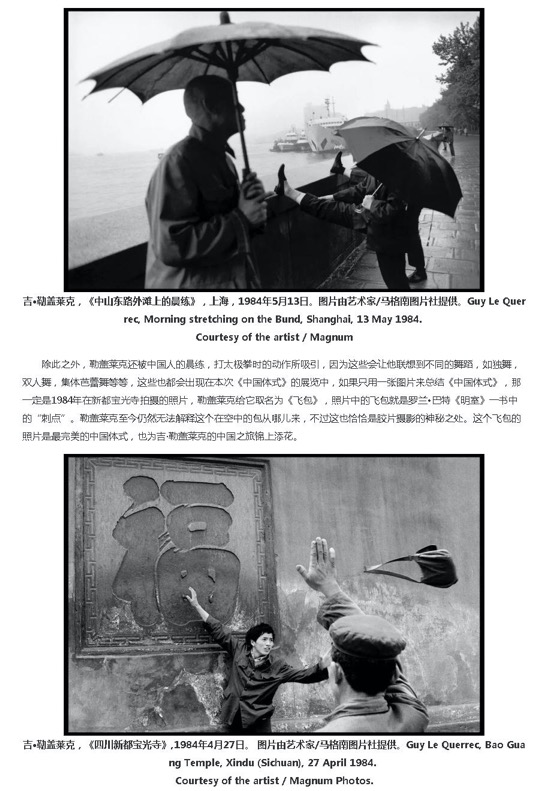 吉•勒盖莱克，《中山东路外滩上的晨练》，上海，1984年5月13日。图片由艺术家/马格南图片社提供。Guy Le Quer
rec, Morning stretching on the Bund, Shanghai, 13 May 1984.
Courtesy of the artist / Magnum
除此之外，勒盖莱克还被中国人的晨练，打太极拳时的动作所吸引，因为这些会让他联想到不同的舞蹈，如独舞，
双人舞，集体芭蕾舞等等，这些也都会出现在本次《中国体式》的展览中，如果只用一张图片来总结《中国体式》，那
一定是1984年在新都宝光寺拍摄的照片，勒盖莱克给它取名为《飞包》，照片中的飞包就是罗兰•巴特《明室》一书中
的“刺点”。勒盖莱克至今仍然无法解释这个在空中的包从哪儿来，不过这也恰恰是胶片摄影的神秘之处。这个飞包的
照片是最完美的中国体式，也为吉·勒盖莱克的中国之旅锦上添花。
福
吉•勒盖莱克，《四川新都宝光寺》,1984年4月27日。 图片由艺术家/马格南图片社提供。Guy Le Querrec, Bao Gua
ng Temple, Xindu (Sichuan), 27 April 1984.
Courtesy of the artist / Magnum Photos.